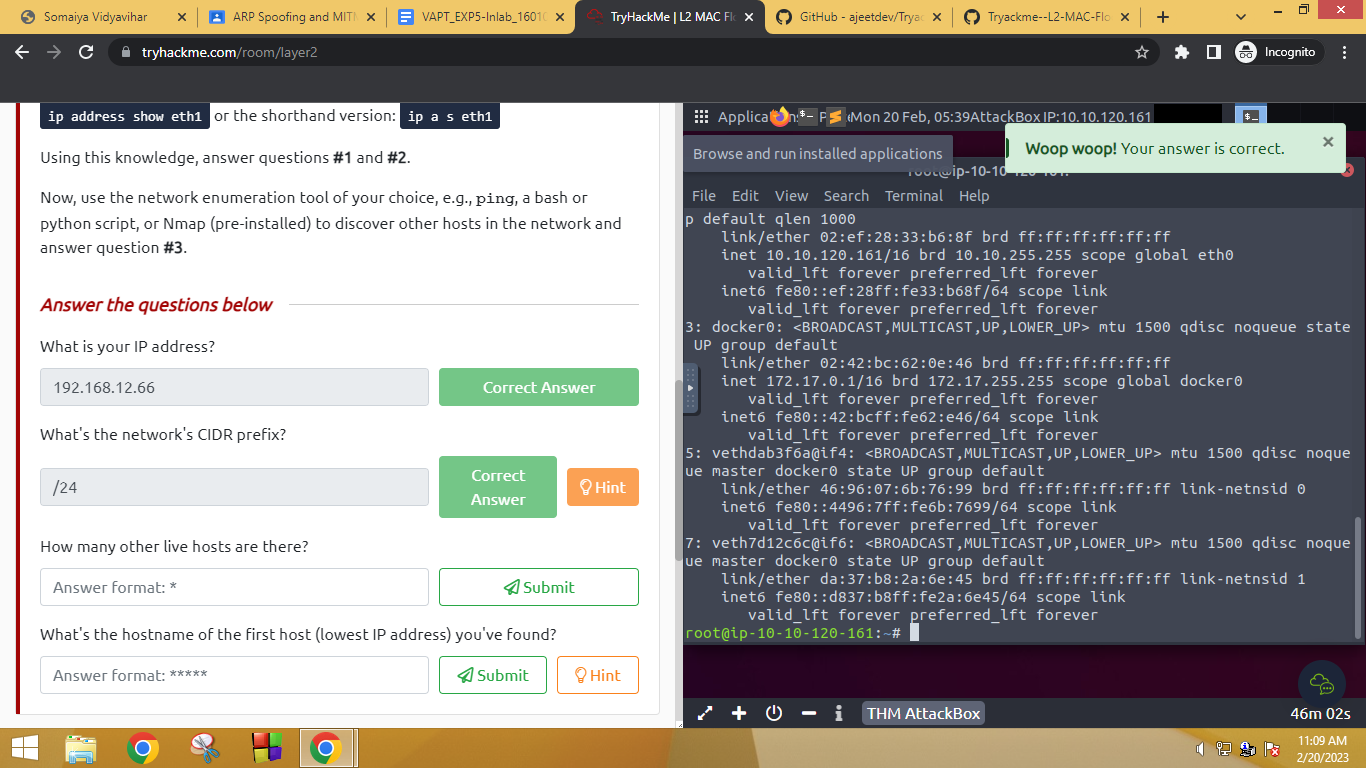 Somaiya Vidyavihar
ARP Spoofing and MITM
VAPT_EXP5-Inlab_1601
TryHackMe | L2 MAC Fl
GitHub - ajeetdev/Tryac
Tryackme--L2-MAC-Flo
tryhackme.com/room/layer2
Incognito
ip address show eth1 or the shorthand version: ip a s eth1
Using this knowledge, answer questions #1 and #2.
Now, use the network enumeration tool of your choice, e.g., ping, a bash or
python script, or Nmap (pre-installed) to discover other hosts in the network and
answer question #3.
Answer the questions below
What is your IP address?
192.168.12.66
Correct Answer
What's the network's CIDR prefix?
/24
Correct
Answer
Hint
How many other live hosts are there?
Answer format: *
Submit
What's the hostname of the first host (lowest IP address) you've found?
Answer format: *****
Submit
Hint
Mon 20 Feb, 05:39 AttackBox IP:10.10.120.161
Browse and run installed applications
Woop woop! Your answer is correct.
File Edit View Search Terminal Help
p default qlen 1000
link/ether 02:ef:28:33:b6:8f brd ff:ff:ff:ff:ff:ff
inet 10.10.120.161/16 brd 10.10.255.255 scope global eth0
valid_lft forever preferred_lft forever
inet6 fe80::ef:28ff:fe33:b68f/64 scope link
valid_lft forever preferred_lft forever
3: docker0: <BROADCAST,MULTICAST,UP,LOWER_UP> mtu 1500 qdisc noqueue state
UP group default
link/ether 02:42:bc:62:0e:46 brd ff:ff:ff:ff:ff:ff
inet 172.17.0.1/16 brd 172.17.255.255 scope global docker0
valid_lft forever preferred_lft forever
inet6 fe80::42:bcff:fe62:e46/64 scope link
valid_lft forever preferred_lft forever
5: vethdab3f6a@if4: <BROADCAST,MULTICAST,UP,LOWER_UP> mtu 1500 qdisc noque
ue master docker0 state UP group default
link/ether 46:96:07:6b:76:99 brd ff:ff:ff:ff:ff:ff link-netnsid 0
inet6 fe80::4496:7ff:fe6b:7699/64 scope link
valid_lft forever preferred_lft forever
7: veth7d12c6c@if6: <BROADCAST,MULTICAST,UP,LOWER_UP> mtu 1500 qdisc noque
ue master docker0 state UP group default
link/ether da:37:b8:2a:6e:45 brd ff:ff:ff:ff:ff:ff link-netnsid 1
inet6 fe80::d837:b8ff:fe2a:6e45/64 scope link
valid_lft forever preferred_lft forever
root@ip-10-10-120-161:~#
THM AttackBox
46m 02s
11:09 AM
2/20/2023